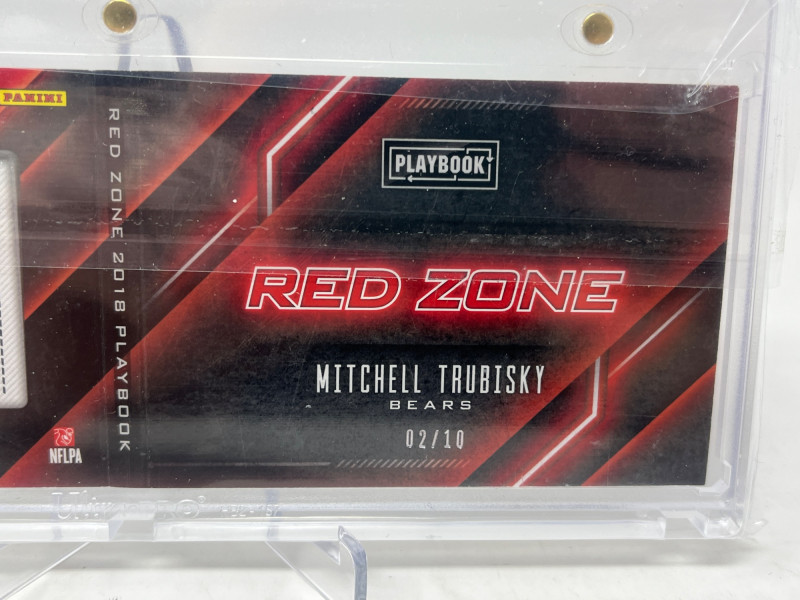 PANINI
RED ZONE 2018 PLAYBOOK
NFLPA
PLAYBOOK
RED ZONE
MITCHELL TRUBISKY
BEARS
02/10